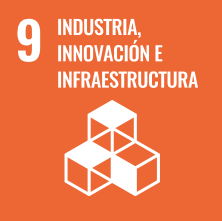 9 INDUSTRIA,
INNOVACIÓN E
INFRAESTRUCTURA